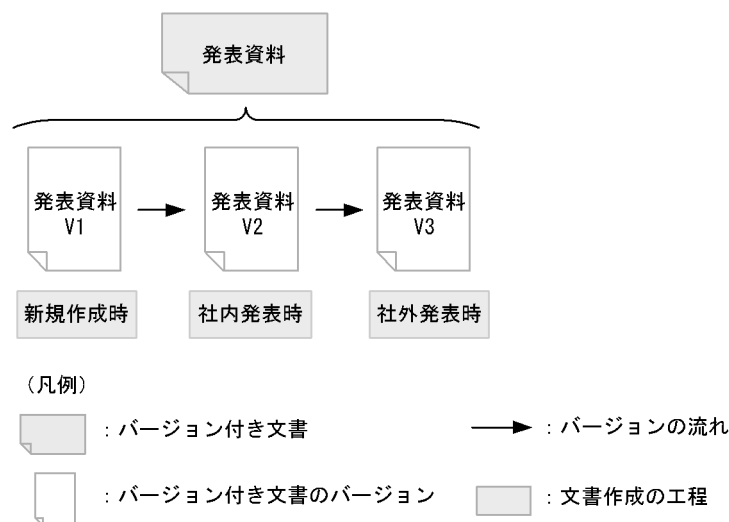 発表資料
発表資料
V1
発表資料
V2
発表資料
V3
新規作成時
社内発表時
社外発表時
（凡例）
：バージョン付き文書
：バージョンの流れ
：バージョン付き文書のバージョン
：文書作成の工程